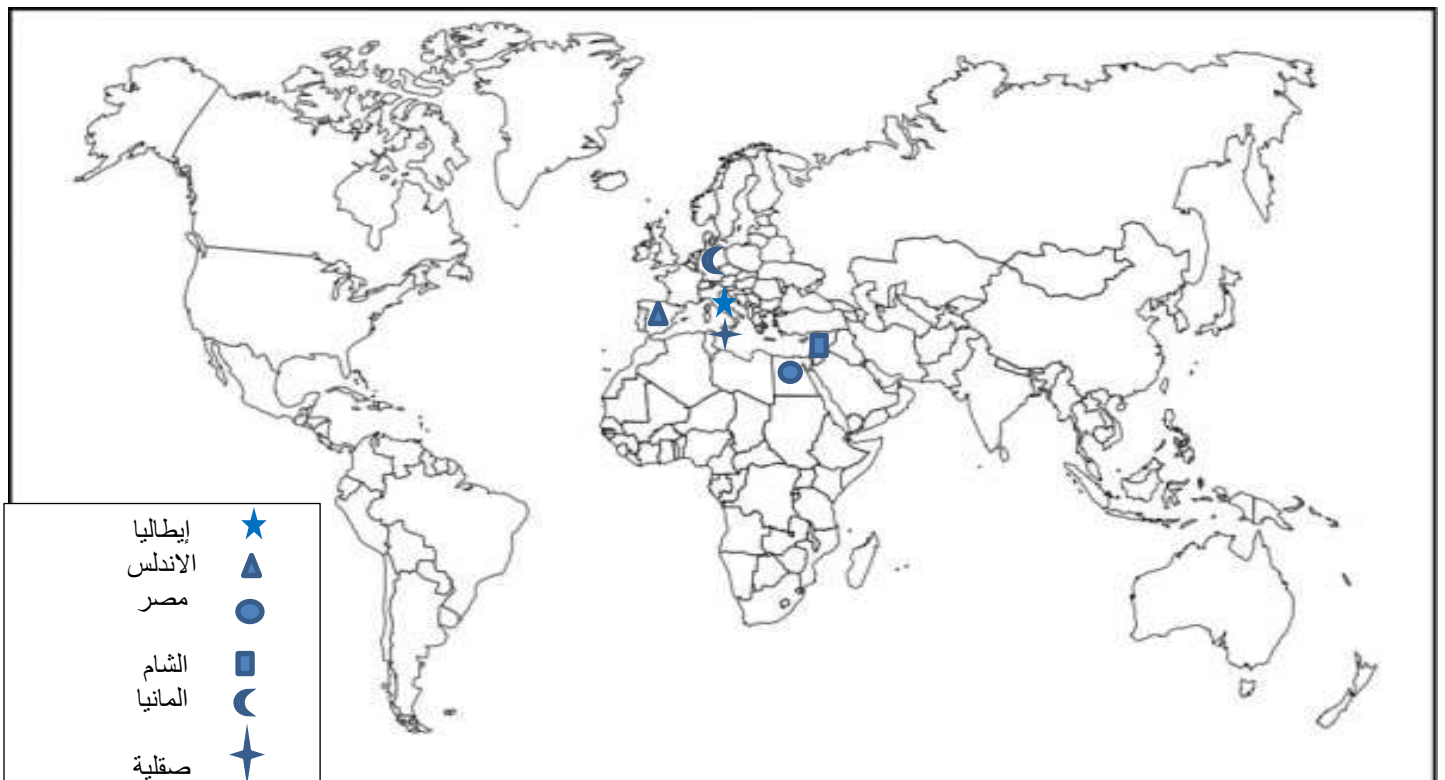 إيطاليا
الاندلس
مصر
الشام
المانيا
صقلية